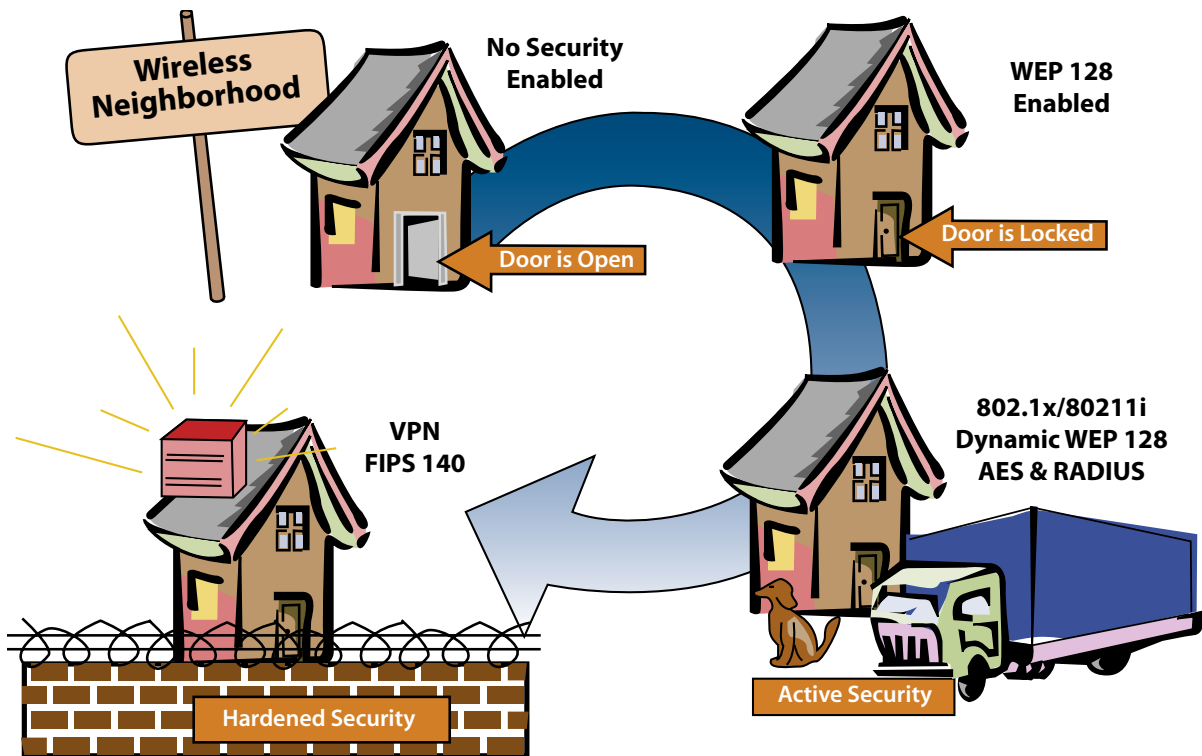 Wireless
Neighborhood
No Security
Enabled
Door is Open
WEP 128
Enabled
Door is Locked
802.1x/80211i
Dynamic WEP 128
AES & RADIUS
Active Security
VPN
FIPS 140
Hardened Security